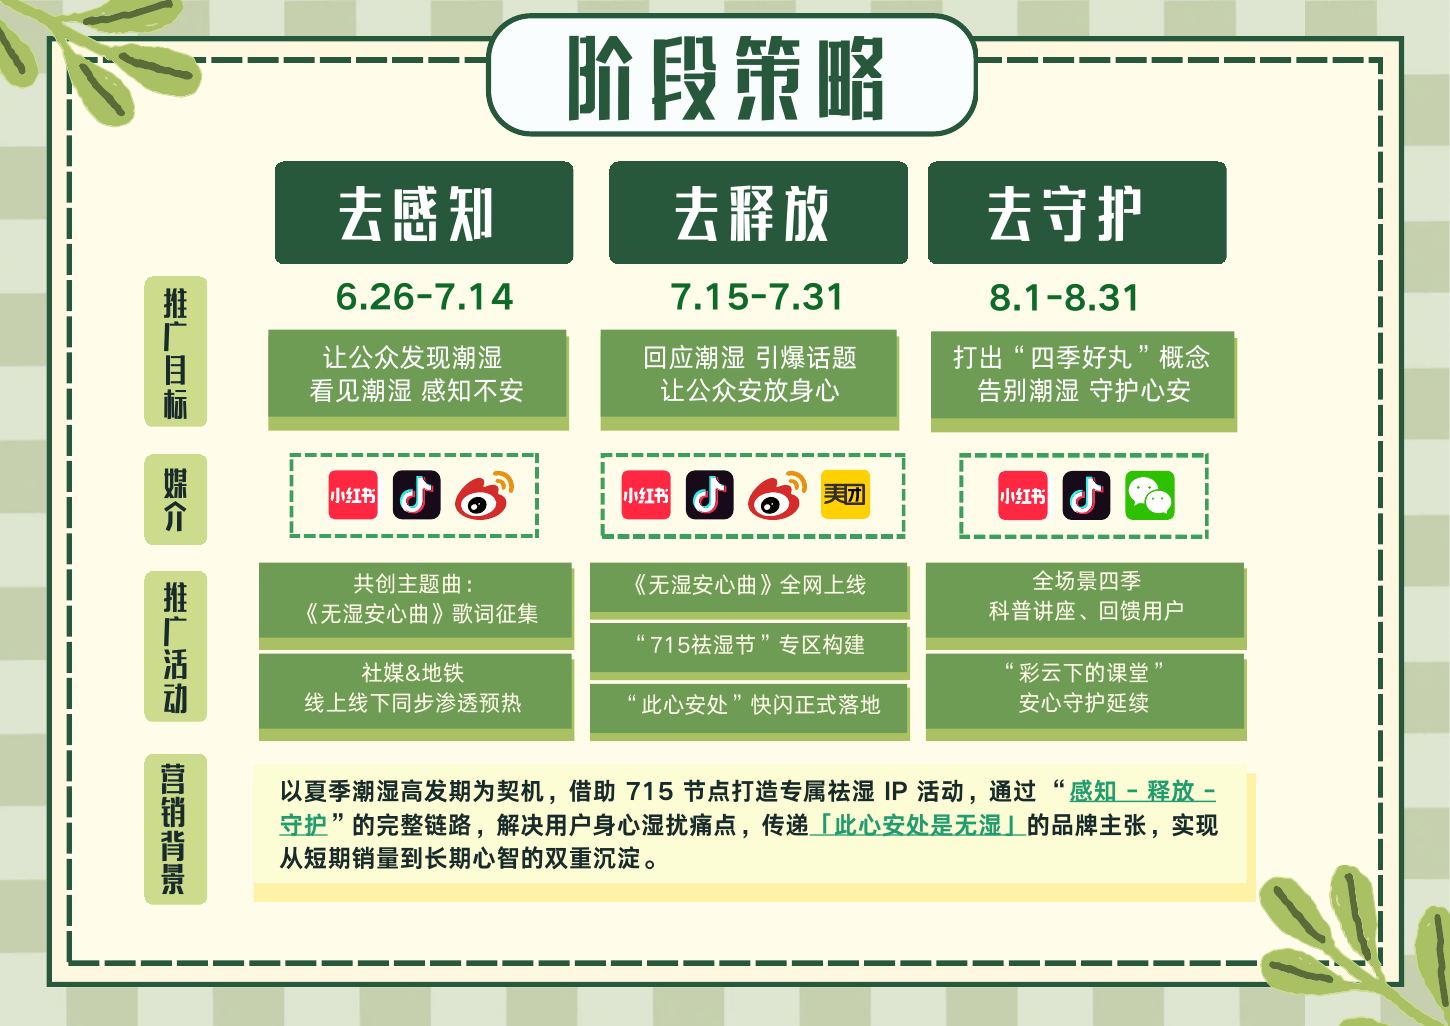 阶段策略
去感知
去释放
去守护
6.26-7.14
7.15-7.31
8.1-8.31
推广目标
让公众发现潮湿
看见潮湿 感知不安
回应潮湿 引爆话题
让公众安放身心
打出“四季好丸”概念
告别潮湿 守护心安
媒介
小红书
小红书
美团
小红书
推广活动
共创主题曲：
《无湿安心曲》歌词征集
社媒&地铁
线上线下同步渗透预热
《无湿安心曲》全网上线
“715祛湿节”专区构建
“此心安处”快闪正式落地
全场景四季
科普讲座、回馈用户
“彩云下的课堂”
安心守护延续
营销背景
以夏季潮湿高发期为契机，借助 715 节点打造专属祛湿 IP 活动，通过 “感知 - 释放 -
守护”的完整链路，解决用户身心湿扰痛点，传递「此心安处是无湿」的品牌主张，实现
从短期销量到长期心智的双重沉淀。